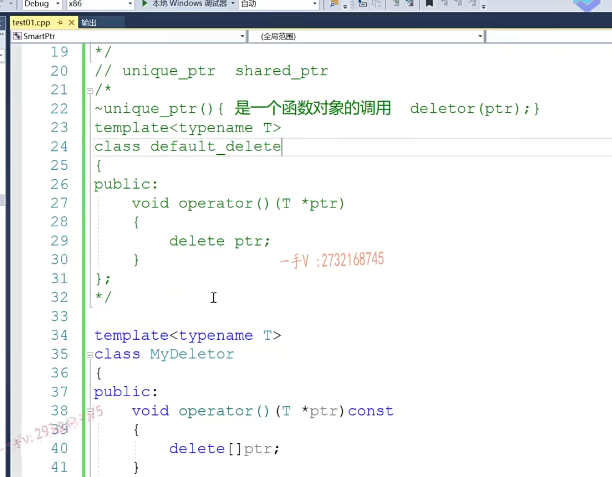 Debug
x86
本地 Windows 调试器
自动
test01.cpp
输出
SmartPtr
(全局范围)
19 */
20 // unique_ptr shared_ptr
21 /*
22 ~unique_ptr(){ 是一个函数对象的调用 deletor(ptr);}
23 template<typename T>
24 class default_delete
25 {
26 public:
27 void operator()(T *ptr)
28 {
29 delete ptr;
30 }
一手V :2732168745
31 };
32 */
33
34 template<typename T>
35 class MyDeletor
36 {
37 public:
38 void operator()(T *ptr)const
39 {
40 delete[]ptr;
41 }